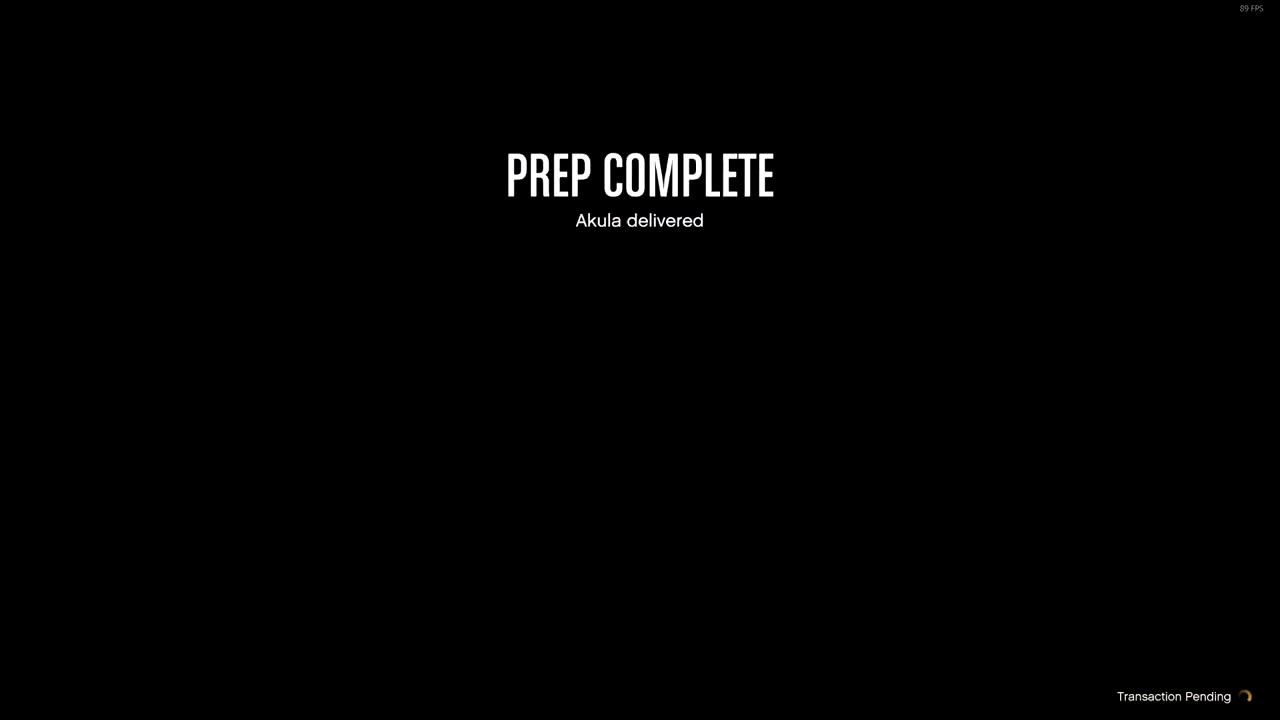 89 FPS
PREP COMPLETE
Akula delivered
Transaction Pending